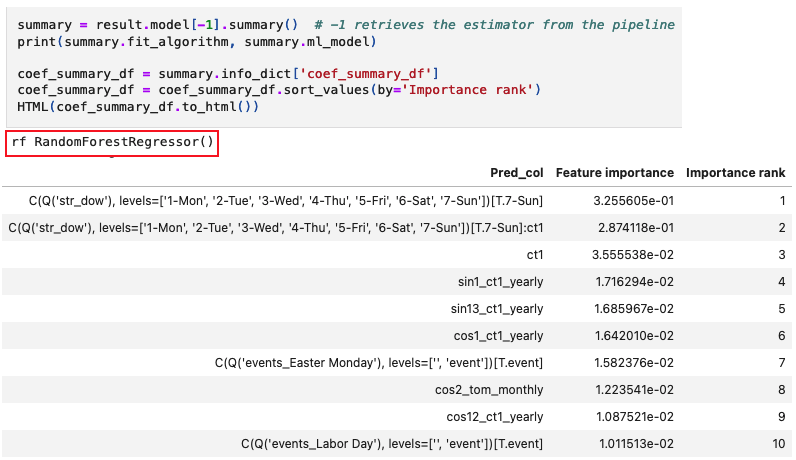 summary = result.model[-1].summary()  # -1 retrieves the estimator from the pipeline
print(summary.fit_algorithm, summary.ml_model)
coef_summary_df = summary.info_dict['coef_summary_df']
coef_summary_df = coef_summary_df.sort_values(by='Importance rank')
HTML(coef_summary_df.to_html())
rf RandomForestRegressor()
Pred_col Feature importance Importance rank
C(Q('str_dow'), levels=['1-Mon', '2-Tue', '3-Wed', '4-Thu', '5-Fri', '6-Sat', '7-Sun'])[T.7-Sun] 3.255605e-01 1
C(Q('str_dow'), levels=['1-Mon', '2-Tue', '3-Wed', '4-Thu', '5-Fri', '6-Sat', '7-Sun'])[T.7-Sun]:ct1 2.874118e-01 2
ct1 3.555538e-02 3
sin1_ct1_yearly 1.716294e-02 4
sin13_ct1_yearly 1.685967e-02 5
cos1_ct1_yearly 1.642010e-02 6
C(Q('events_Easter Monday'), levels=['', 'event'])[T.event] 1.582376e-02 7
cos2_tom_monthly 1.223541e-02 8
cos12_ct1_yearly 1.087521e-02 9
C(Q('events_Labor Day'), levels=['', 'event'])[T.event] 1.011513e-02 10